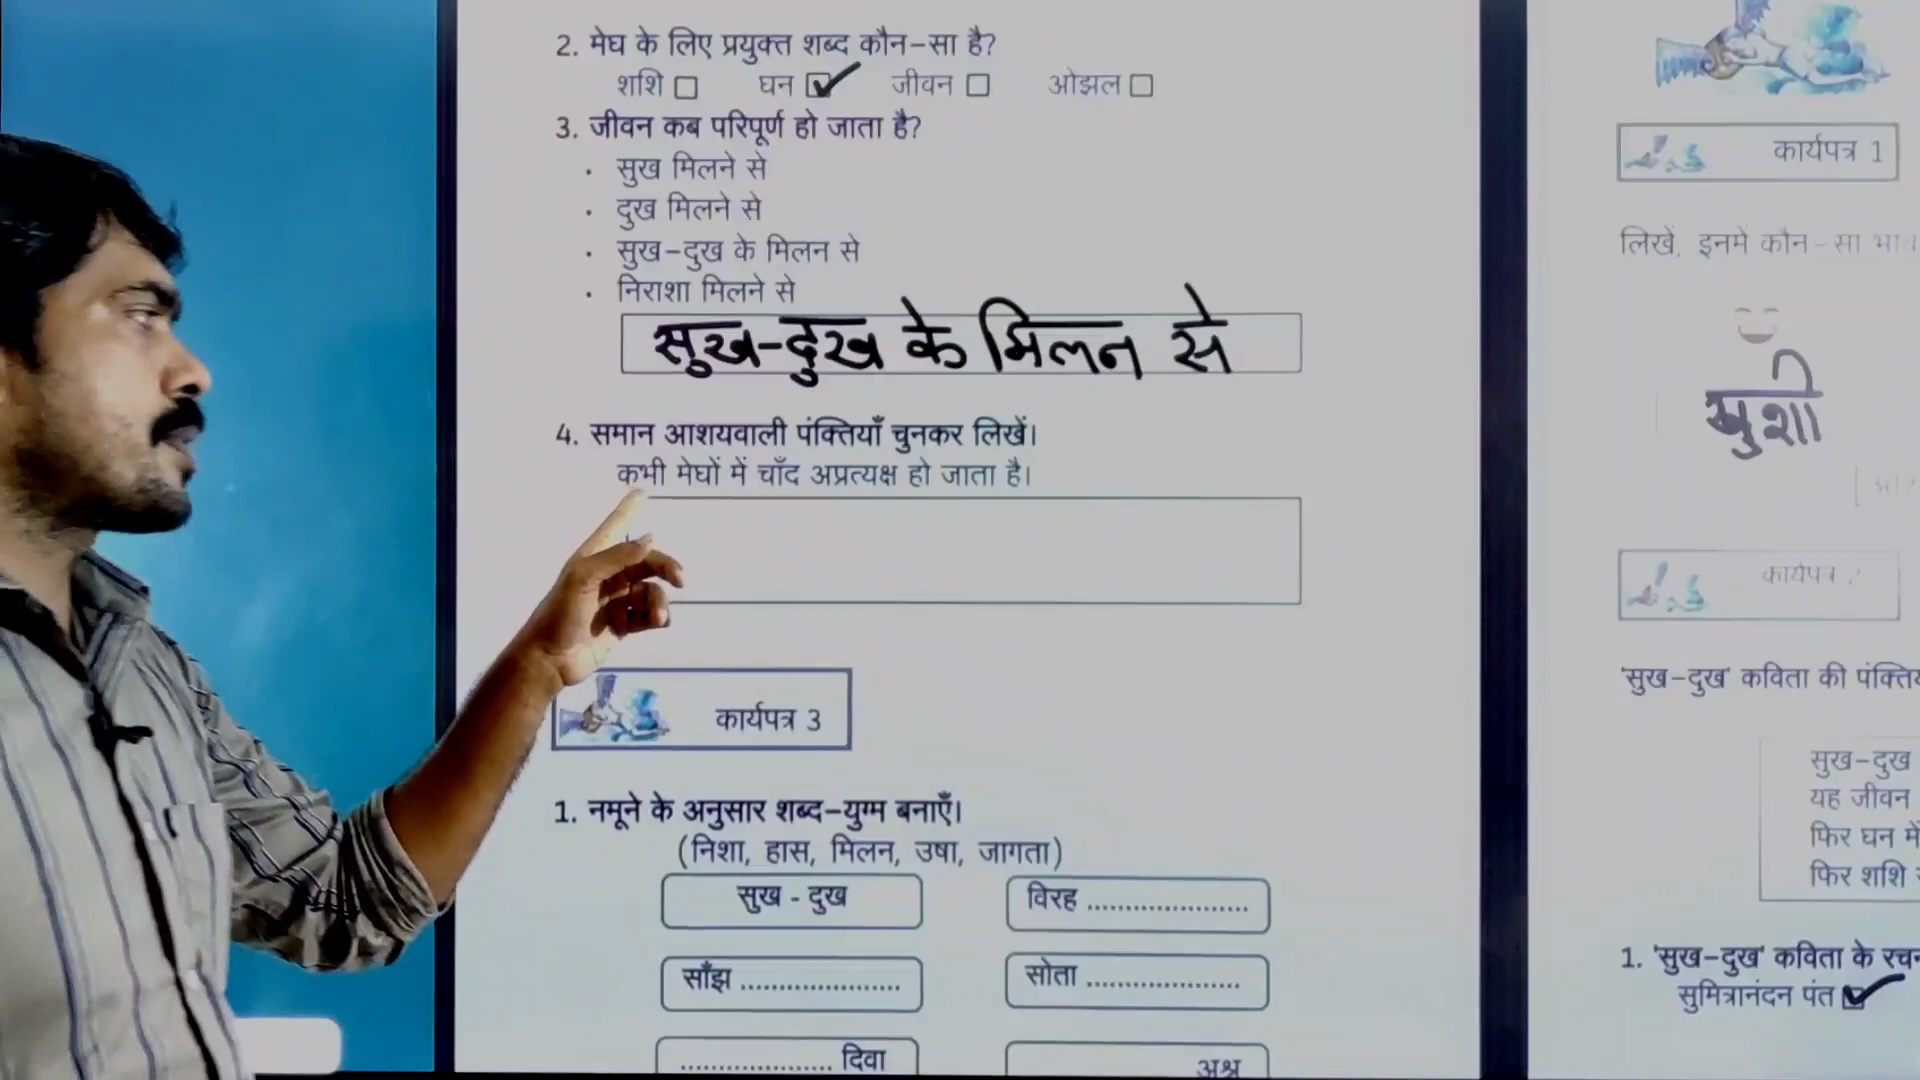 2. मेघ के लिए प्रयुक्त शब्द कौन-सा है?
शशि घन जीवन ओझल
3. जीवन कब परिपूर्ण हो जाता है?
· सुख मिलने से
· दुख मिलने से
· सुख-दुख के मिलन से
· निराशा मिलने से
सुख-दुख के मिलन से
4. समान आशयवाली पंक्तियाँ चुनकर लिखें।
कभी मेघों में चाँद अप्रत्यक्ष हो जाता है।
कार्यपत्र 3
1. नमूने के अनुसार शब्द-युग्म बनाएँ।
(निशा, हास, मिलन, उषा, जागता)
सुख - दुख विरह .....................
साँझ ..................... सोता ....................
.................... दिवा अश्रु
कार्यपत्र 1
लिखें, इनमें कौन-सा
खुशी
कार्यपत्र
'सुख-दुख' कविता की
सुख-दुख
यह जीवन
फिर घन में
फिर शशि
1. 'सुख-दुख' कविता के
सुमित्रानंदन पंत